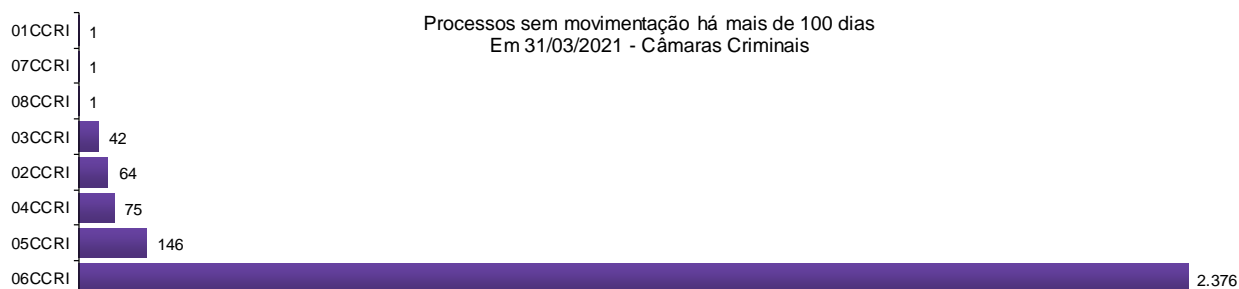 Processos sem movimentação há mais de 100 dias
Em 31/03/2021 - Câmaras Criminais
01CCRI 1
07CCRI 1
08CCRI 1
03CCRI 42
02CCRI 64
04CCRI 75
05CCRI 146
06CCRI 2.376